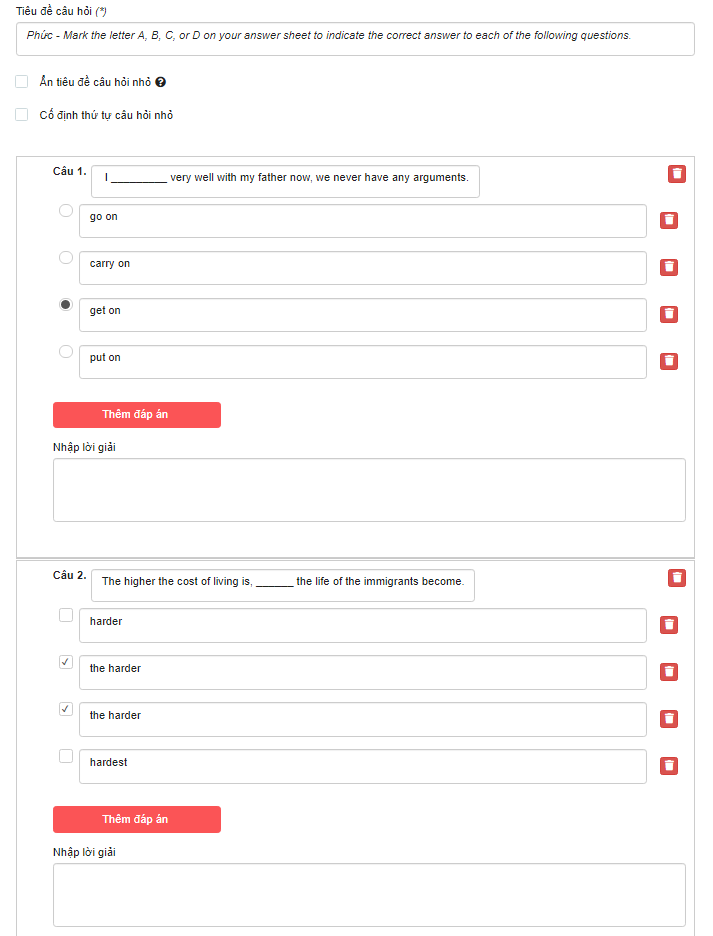 Tiêu đề câu hỏi (*)
Phức - Mark the letter A, B, C, or D on your answer sheet to indicate the correct answer to each of the following questions.
Ẩn tiêu đề câu hỏi nhỏ ?
Cố định thứ tự câu hỏi nhỏ
Câu 1. I _________ very well with my father now, we never have any arguments.
go on
carry on
get on
put on
Thêm đáp án
Nhập lời giải
Câu 2. The higher the cost of living is, ______ the life of the immigrants become.
harder
the harder
the harder
hardest
Thêm đáp án
Nhập lời giải